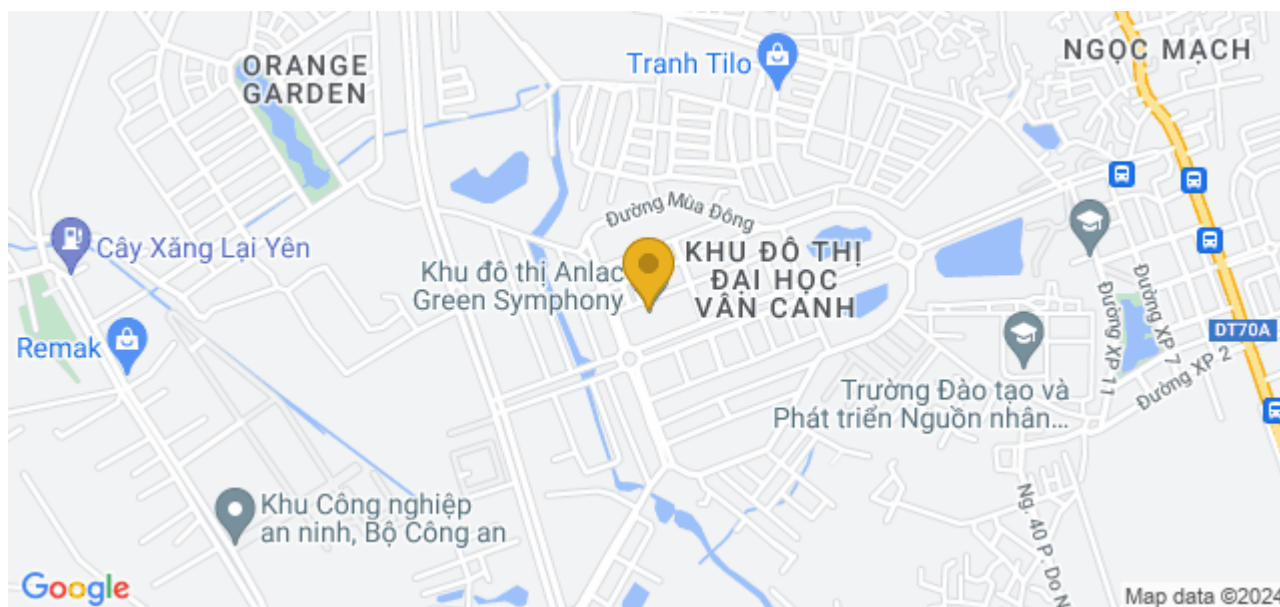 ORANGE
GARDEN
Tranh Tilo
NGỌC MẠCH
Đường Mùa Đông
Cây Xăng Lại Yên
Khu đô thị Anlac
Green Symphony
KHU ĐÔ THỊ
ĐẠI HỌC
VÂN CANH
Đường XP 11
Đường XP 7
DT70A
Remak
Đường XP 2
Trường Đào tạo và
Phát triển Nguồn nhân...
Khu Công nghiệp
an ninh, Bộ Công an
Ng. 40 P. Do N
Google
Map data ©2024